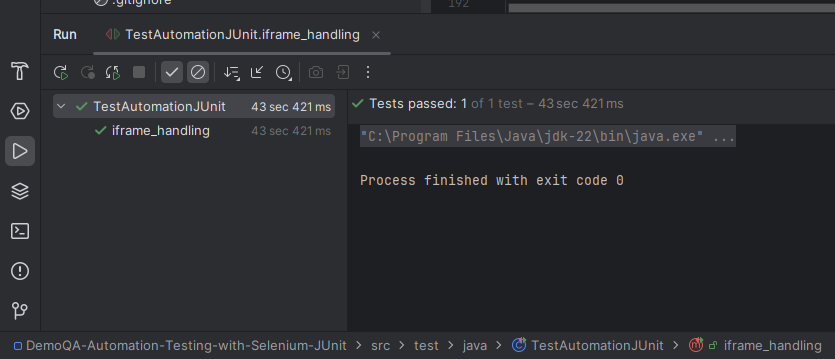 .gitignore
192
Run
TestAutomationJUnit.iframe_handling
TestAutomationJUnit 43 sec 421 ms
iframe_handling 43 sec 421 ms
Tests passed: 1 of 1 test – 43 sec 421 ms
"C:\Program Files\Java\jdk-22\bin\java.exe" ...
Process finished with exit code 0
DemoQA-Automation-Testing-with-Selenium-JUnit > src > test > java > TestAutomationJUnit > iframe_handling